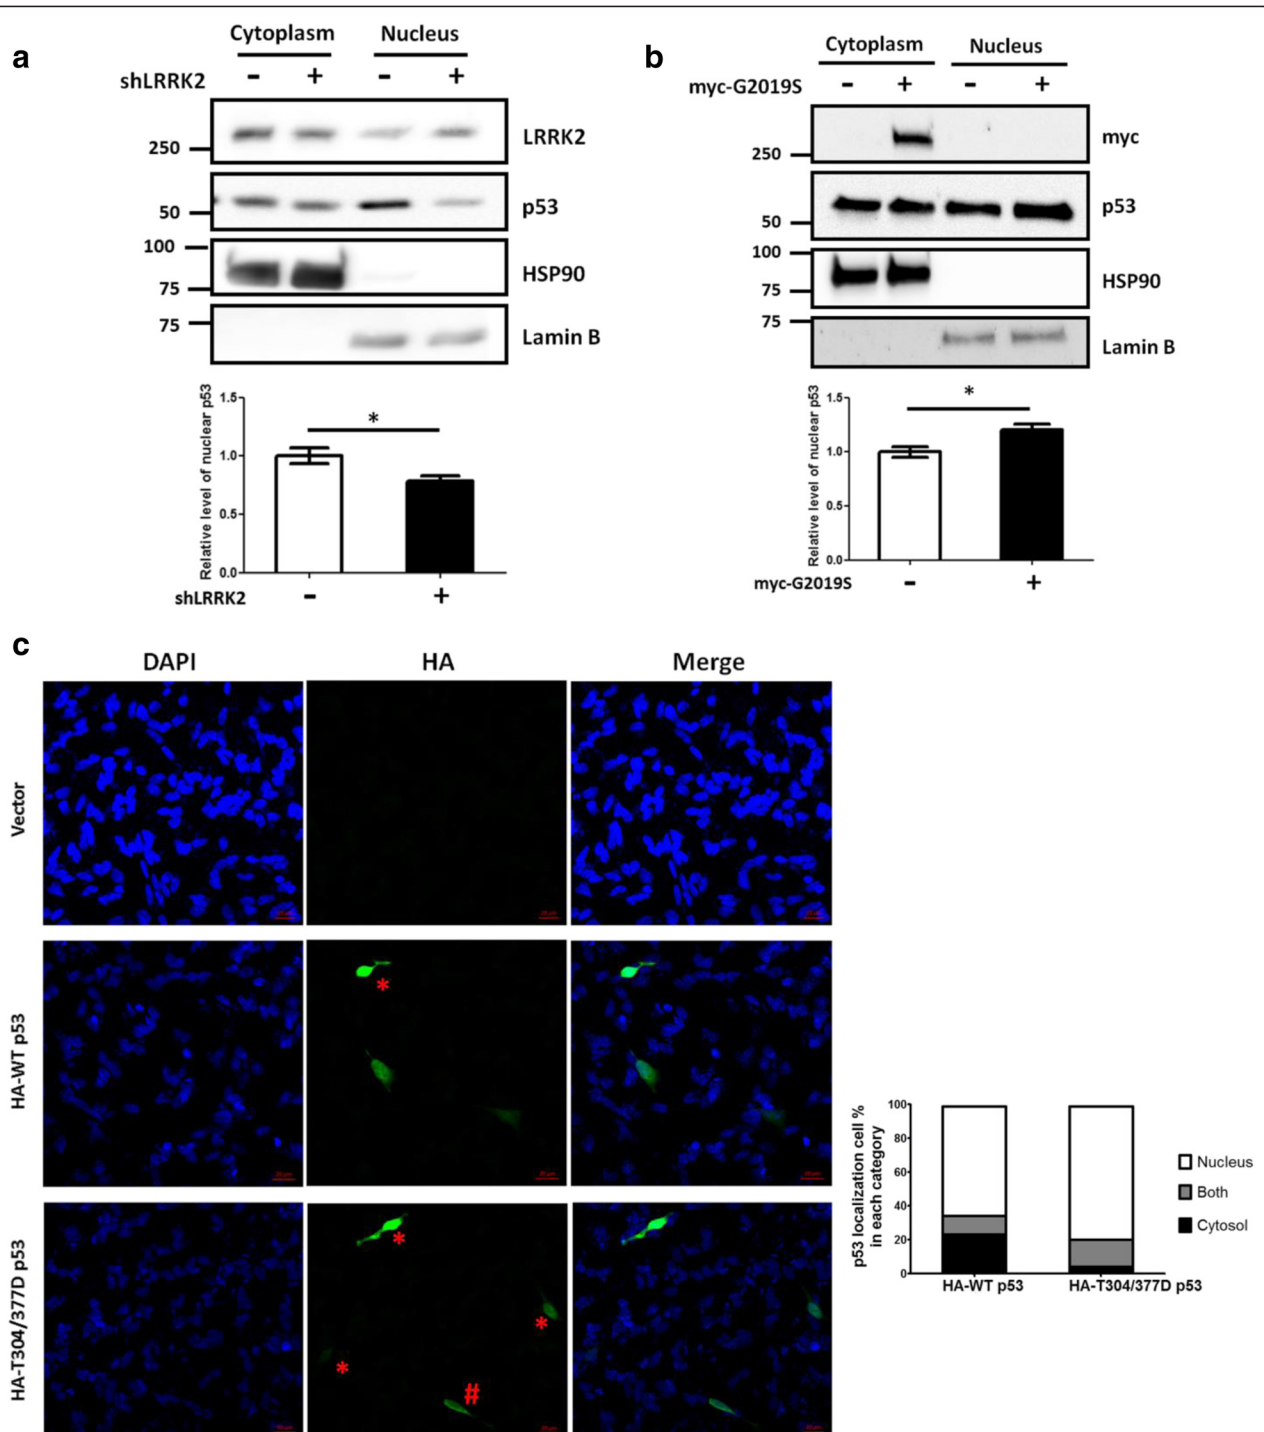 a
Cytoplasm Nucleus
shLRRK2 - + - +
LRRK2
250
p53
50
100
HSP90
75
75
Lamin B
Relative level of nuclear p53
1.5
1.0
0.5
0.0
shLRRK2 - +
*
b
Cytoplasm Nucleus
myc-G2019S - + - +
myc
250
p53
50
100
HSP90
75
75
Lamin B
Relative level of nuclear p53
1.5
1.0
0.5
0.0
myc-G2019S - +
*
c
DAPI HA Merge
Vector
HA-WT p53
*
HA-T304/377D p53
*
*
*
#
p53 localization cell %
in each category
100
80
60
40
20
0
HA-WT p53 HA-T304/377D p53
Nucleus
Both
Cytosol